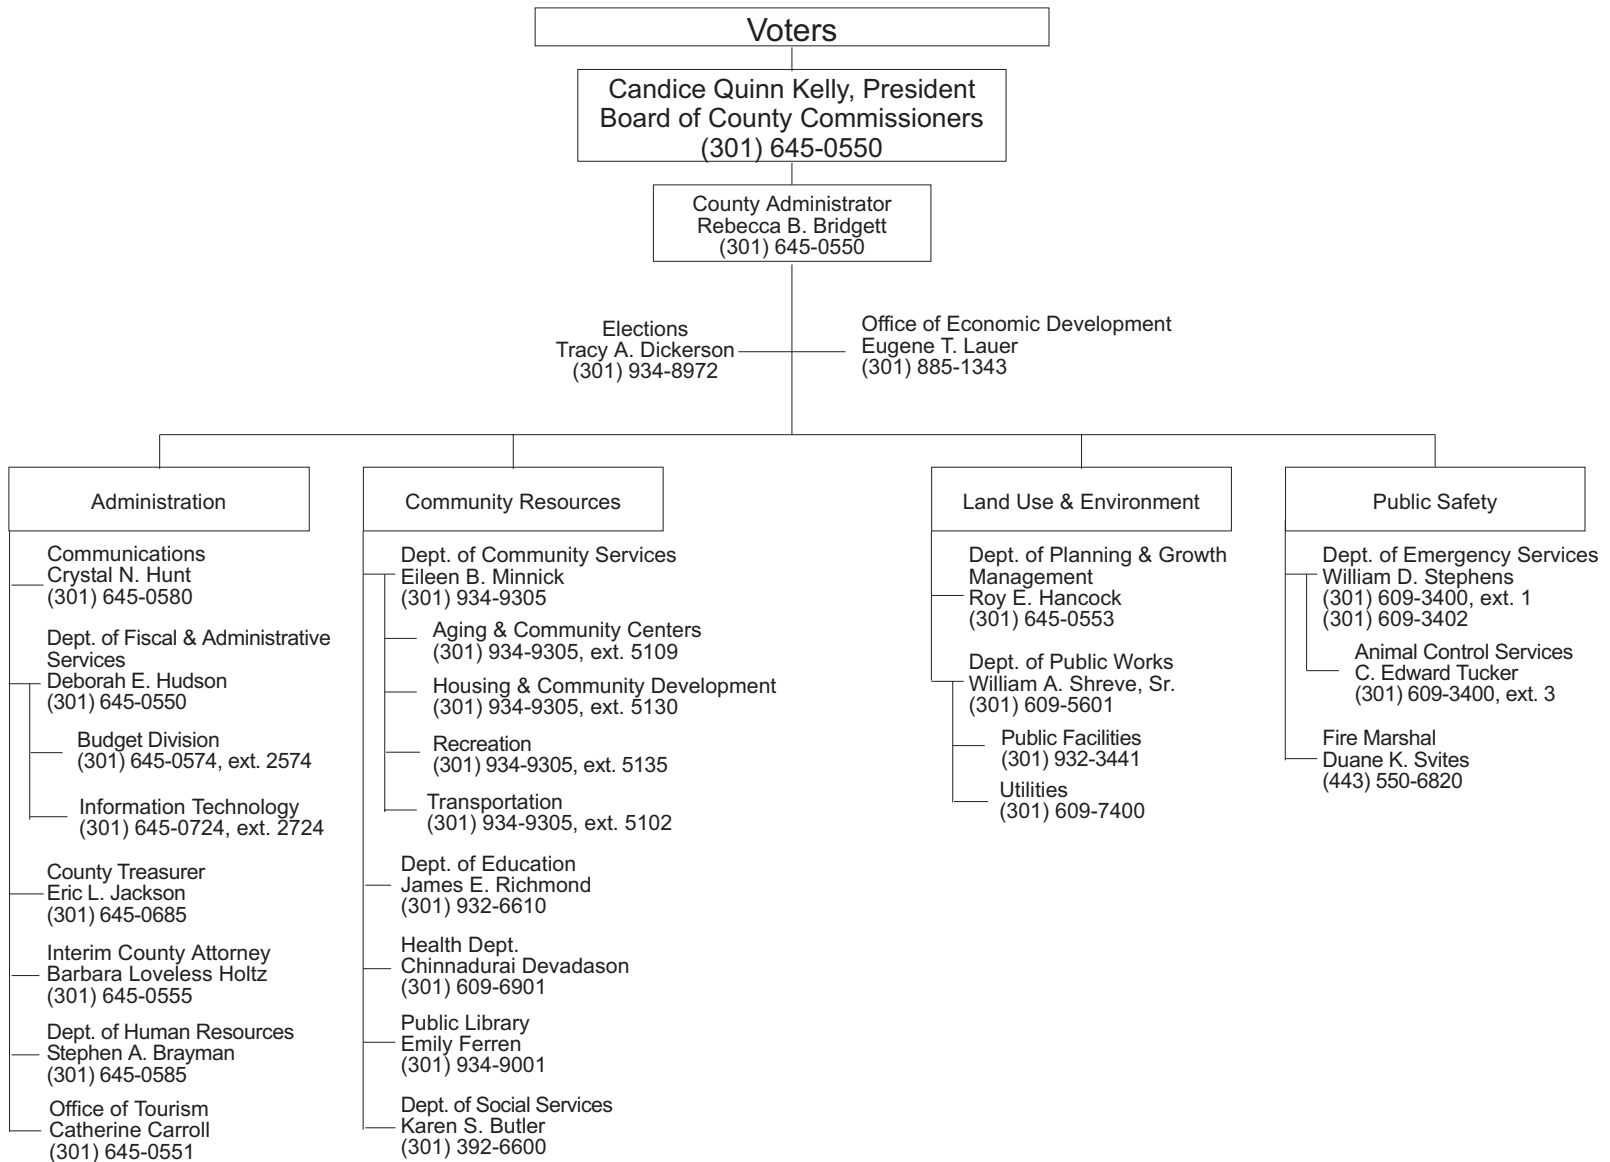 Voters
Candice Quinn Kelly, President
Board of County Commissioners
(301) 645-0550
County Administrator
Rebecca B. Bridgett
(301) 645-0550
Elections
Tracy A. Dickerson
(301) 934-8972
Office of Economic Development
Eugene T. Lauer
(301) 885-1343
Administration
Communications
Crystal N. Hunt
(301) 645-0580
Dept. of Fiscal & Administrative
Services
Deborah E. Hudson
(301) 645-0550
Budget Division
(301) 645-0574, ext. 2574
Information Technology
(301) 645-0724, ext. 2724
County Treasurer
Eric L. Jackson
(301) 645-0685
Interim County Attorney
Barbara Loveless Holtz
(301) 645-0555
Dept. of Human Resources
Stephen A. Brayman
(301) 645-0585
Office of Tourism
Catherine Carroll
(301) 645-0551
Community Resources
Dept. of Community Services
Eileen B. Minnick
(301) 934-9305
Aging & Community Centers
(301) 934-9305, ext. 5109
Housing & Community Development
(301) 934-9305, ext. 5130
Recreation
(301) 934-9305, ext. 5135
Transportation
(301) 934-9305, ext. 5102
Dept. of Education
James E. Richmond
(301) 932-6610
Health Dept.
Chinnadurai Devadason
(301) 609-6901
Public Library
Emily Ferren
(301) 934-9001
Dept. of Social Services
Karen S. Butler
(301) 392-6600
Land Use & Environment
Dept. of Planning & Growth
Management
Roy E. Hancock
(301) 645-0553
Dept. of Public Works
William A. Shreve, Sr.
(301) 609-5601
Public Facilities
(301) 932-3441
Utilities
(301) 609-7400
Public Safety
Dept. of Emergency Services
William D. Stephens
(301) 609-3400, ext. 1
(301) 609-3402
Animal Control Services
C. Edward Tucker
(301) 609-3400, ext. 3
Fire Marshal
Duane K. Svites
(443) 550-6820